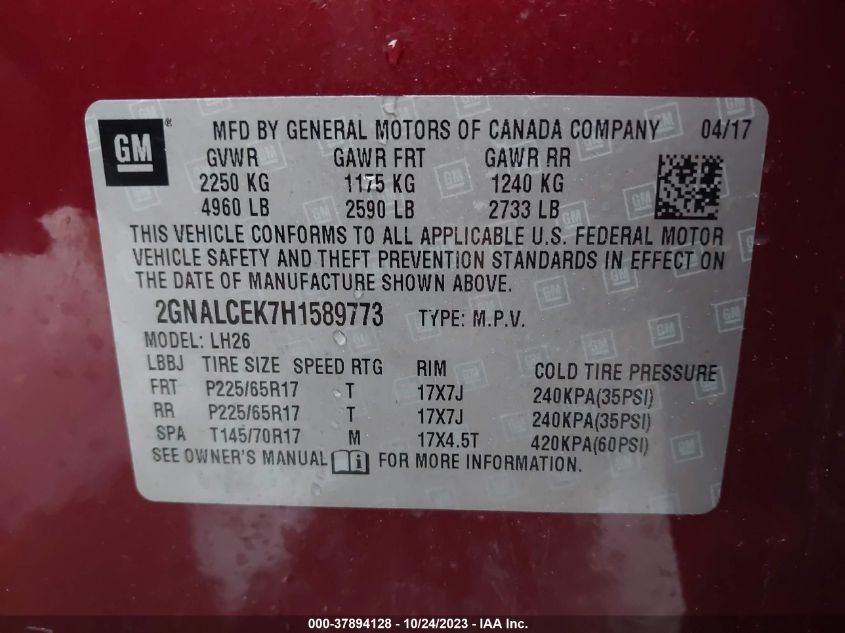 GM ® MFD BY GENERAL MOTORS OF CANADA COMPANY 04/17
GVWR GAWR FRT GAWR RR
2250 KG 1175 KG 1240 KG
4960 LB 2590 LB 2733 LB
THIS VEHICLE CONFORMS TO ALL APPLICABLE U.S. FEDERAL MOTOR
VEHICLE SAFETY AND THEFT PREVENTION STANDARDS IN EFFECT ON
THE DATE OF MANUFACTURE SHOWN ABOVE.
2GNALCEK7H1589773 TYPE: M.P.V.
MODEL: LH26
LBBJ TIRE SIZE SPEED RTG RIM COLD TIRE PRESSURE
FRT P225/65R17 T 17X7J 240KPA(35PSI)
RR P225/65R17 T 17X7J 240KPA(35PSI)
SPA T145/70R17 M 17X4.5T 420KPA(60PSI)
SEE OWNER'S MANUAL i FOR MORE INFORMATION.
000-37894128 - 10/24/2023 - IAA Inc.